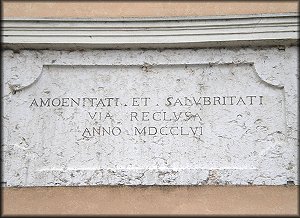 AMOENITATI . ET . SALVBRITATI
VIA RECLVSA
ANNO MDCCLVI